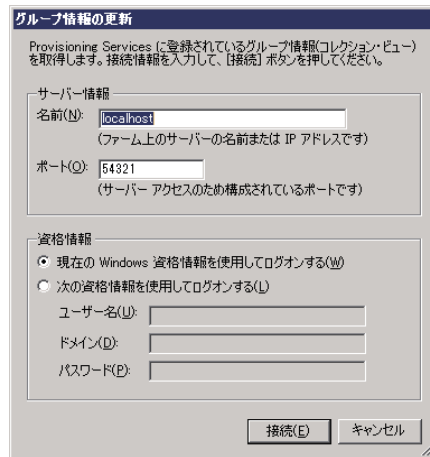 グループ情報の更新
Provisioning Services に登録されているグループ情報(コレクション・ビュー)
を取得します。接続情報を入力して、[接続] ボタンを押してください。
サーバー情報
名前(N): localhost
(ファーム上のサーバーの名前または IP アドレスです)
ポート(O): 54321
(サーバー アクセスのため構成されているポートです)
資格情報
現在の Windows 資格情報を使用してログオンする(W)
次の資格情報を使用してログオンする(L)
ユーザー名(U):
ドメイン(D):
パスワード(P):
接続(E) キャンセル